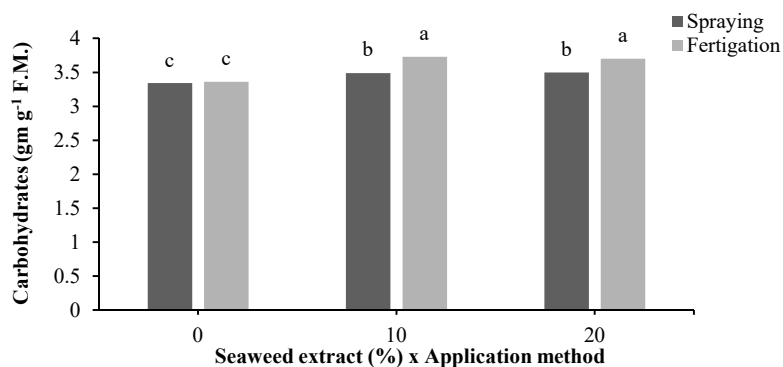 Spraying
Fertigation
Carbohydrates (gm g⁻¹ F.M.)
4
3.5
3
2.5
2
1.5
1
0.5
0
c c b a b a
0 10 20
Seaweed extract (%) x Application method